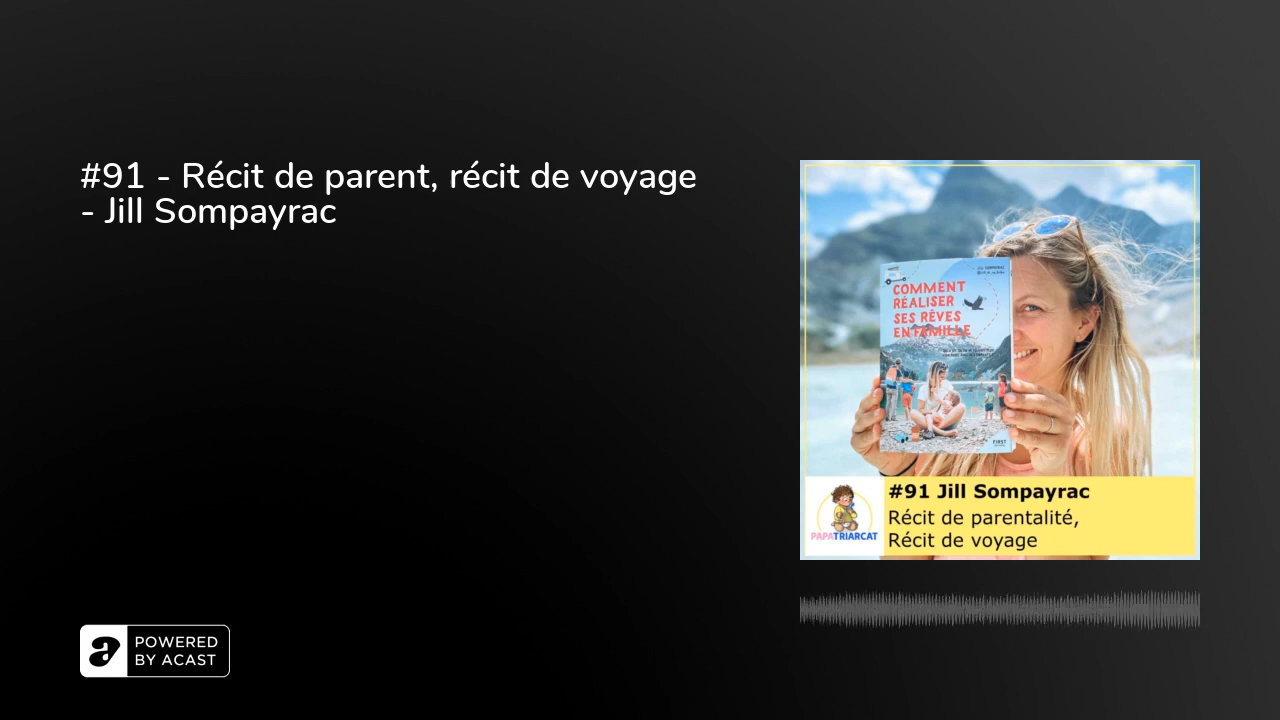 #91 - Récit de parent, récit de voyage
- Jill Sompayrac
COMMENT
RÉALISER
SES RÊVES
EN FAMILLE
FIRST
#91 Jill Sompayrac
Récit de parentalité,
Récit de voyage
PAPATRIARCAT
a
POWERED
BY ACAST